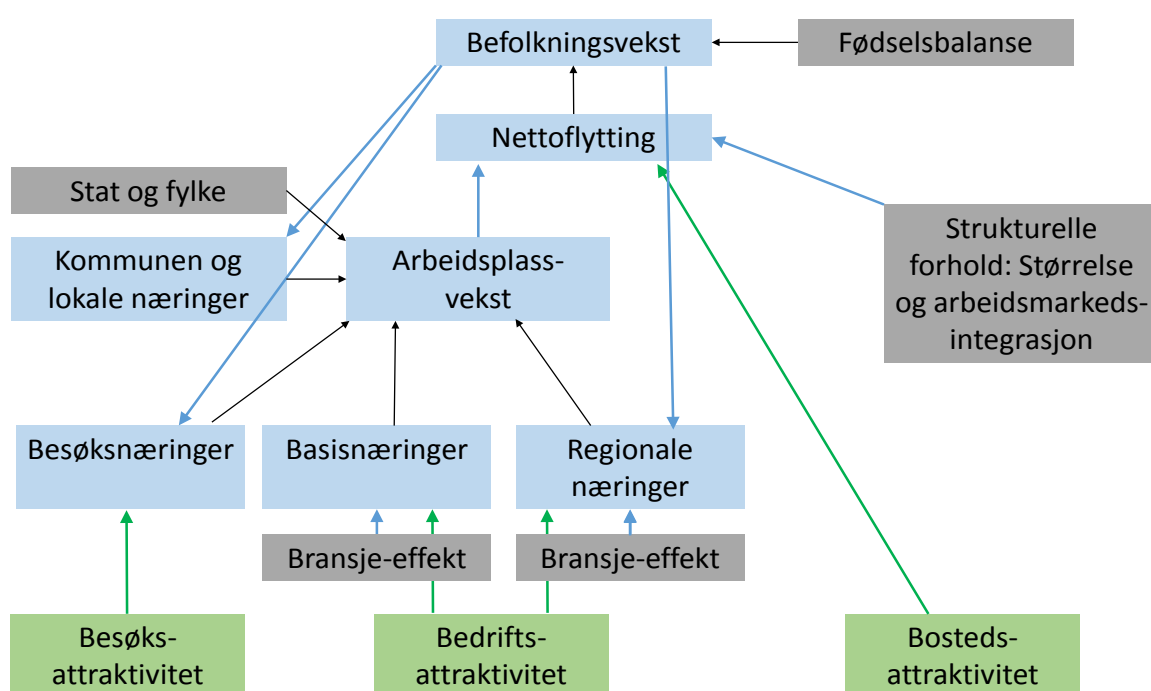 Befolkningsvekst
Fødselsbalanse
Nettoflytting
Stat og fylke
Kommunen og
lokale næringer
Arbeidsplass-
vekst
Strukturelle
forhold: Størrelse
og arbeidsmarkeds-
integrasjon
Besøksnæringer
Basisnæringer
Regionale
næringer
Bransje-effekt
Bransje-effekt
Besøks-
attraktivitet
Bedrifts-
attraktivitet
Bosteds-
attraktivitet